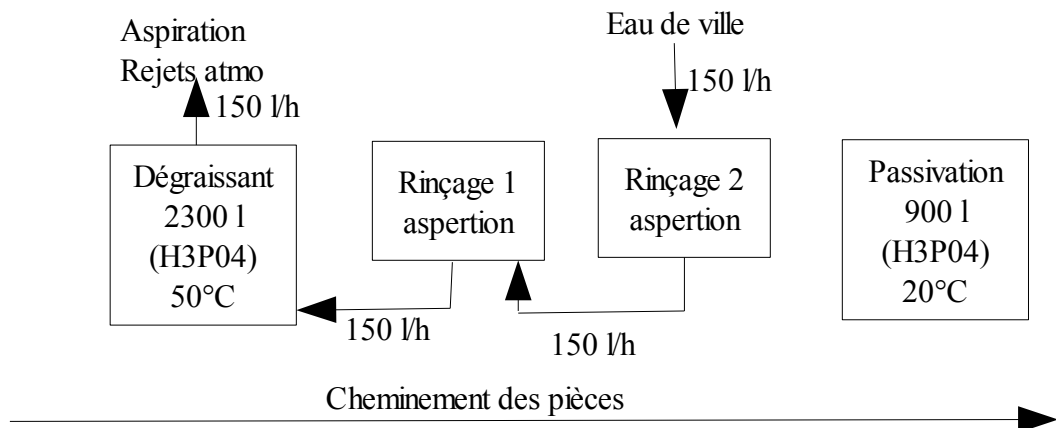 Aspiration
Rejets atmo
150 l/h
Eau de ville
150 l/h
Dégraissant
2300 l
(H3P04)
50°C
Rinçage 1
aspertion
Rinçage 2
aspertion
Passivation
900 l
(H3P04)
20°C
150 l/h
150 l/h
Cheminement des pièces